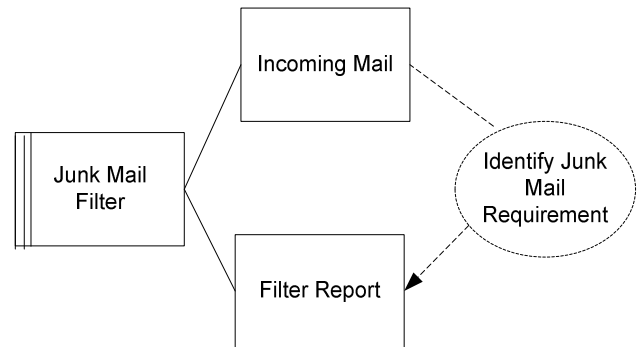 Incoming Mail
Junk Mail
Filter
Identify Junk
Mail
Requirement
Filter Report